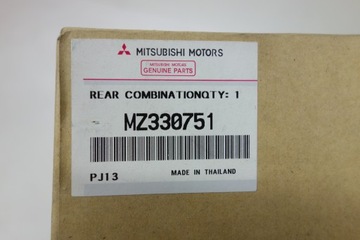 MITSUBISHI MOTORS
MITSUBISHI MOTORS
GENUINE PARTS
REAR COMBINATIONQTY: 1
MZ330751
PJ13 MADE IN THAILAND